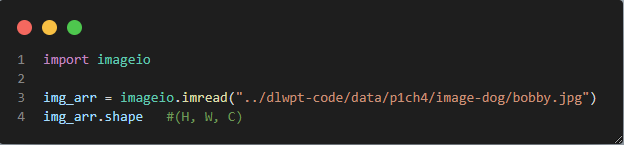 1 import imageio
2
3 img_arr = imageio.imread("../dlwpt-code/data/p1ch4/image-dog/bobby.jpg")
4 img_arr.shape   #(H, W, C)